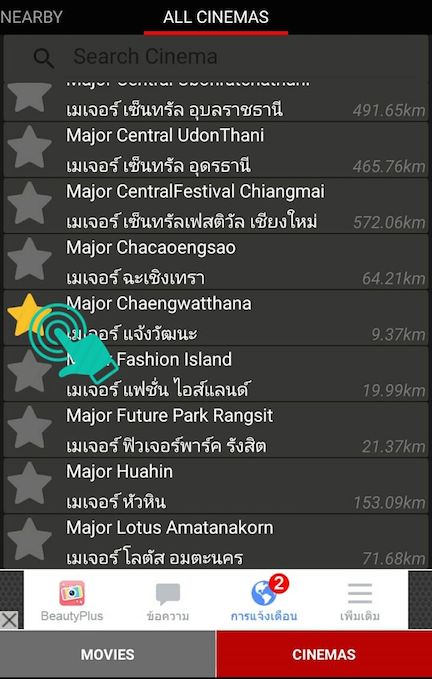 NEARBY
ALL CINEMAS
Search Cinema
Major Central Ubonratchathani
เมเจอร์ เซ็นทรัล อุบลราชธานี
491.65km
Major Central UdonThani
เมเจอร์ เซ็นทรัล อุดรธานี
465.76km
Major CentralFestival Chiangmai
เมเจอร์ เซ็นทรัลเฟสติวัล เชียงใหม่
572.06km
Major Chacaoengsao
เมเจอร์ ฉะเชิงเทรา
64.21km
Major Chaengwatthana
เมเจอร์ แจ้งวัฒนะ
9.37km
Major Fashion Island
เมเจอร์ แฟชั่น ไอส์แลนด์
19.99km
Major Future Park Rangsit
เมเจอร์ ฟิวเจอร์พาร์ค รังสิต
21.37km
Major Huahin
เมเจอร์ หัวหิน
153.09km
Major Lotus Amatanakorn
เมเจอร์ โลตัส อมตะนคร
71.68km
BeautyPlus
ข้อความ
2
การแจ้งเตือน
เพิ่มเติม
MOVIES
CINEMAS